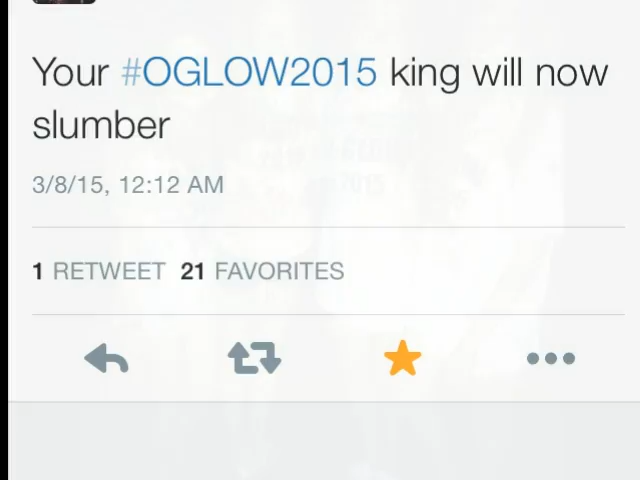 Your #OGLOW2015 king will now
slumber
3/8/15, 12:12 AM
1 RETWEET 21 FAVORITES